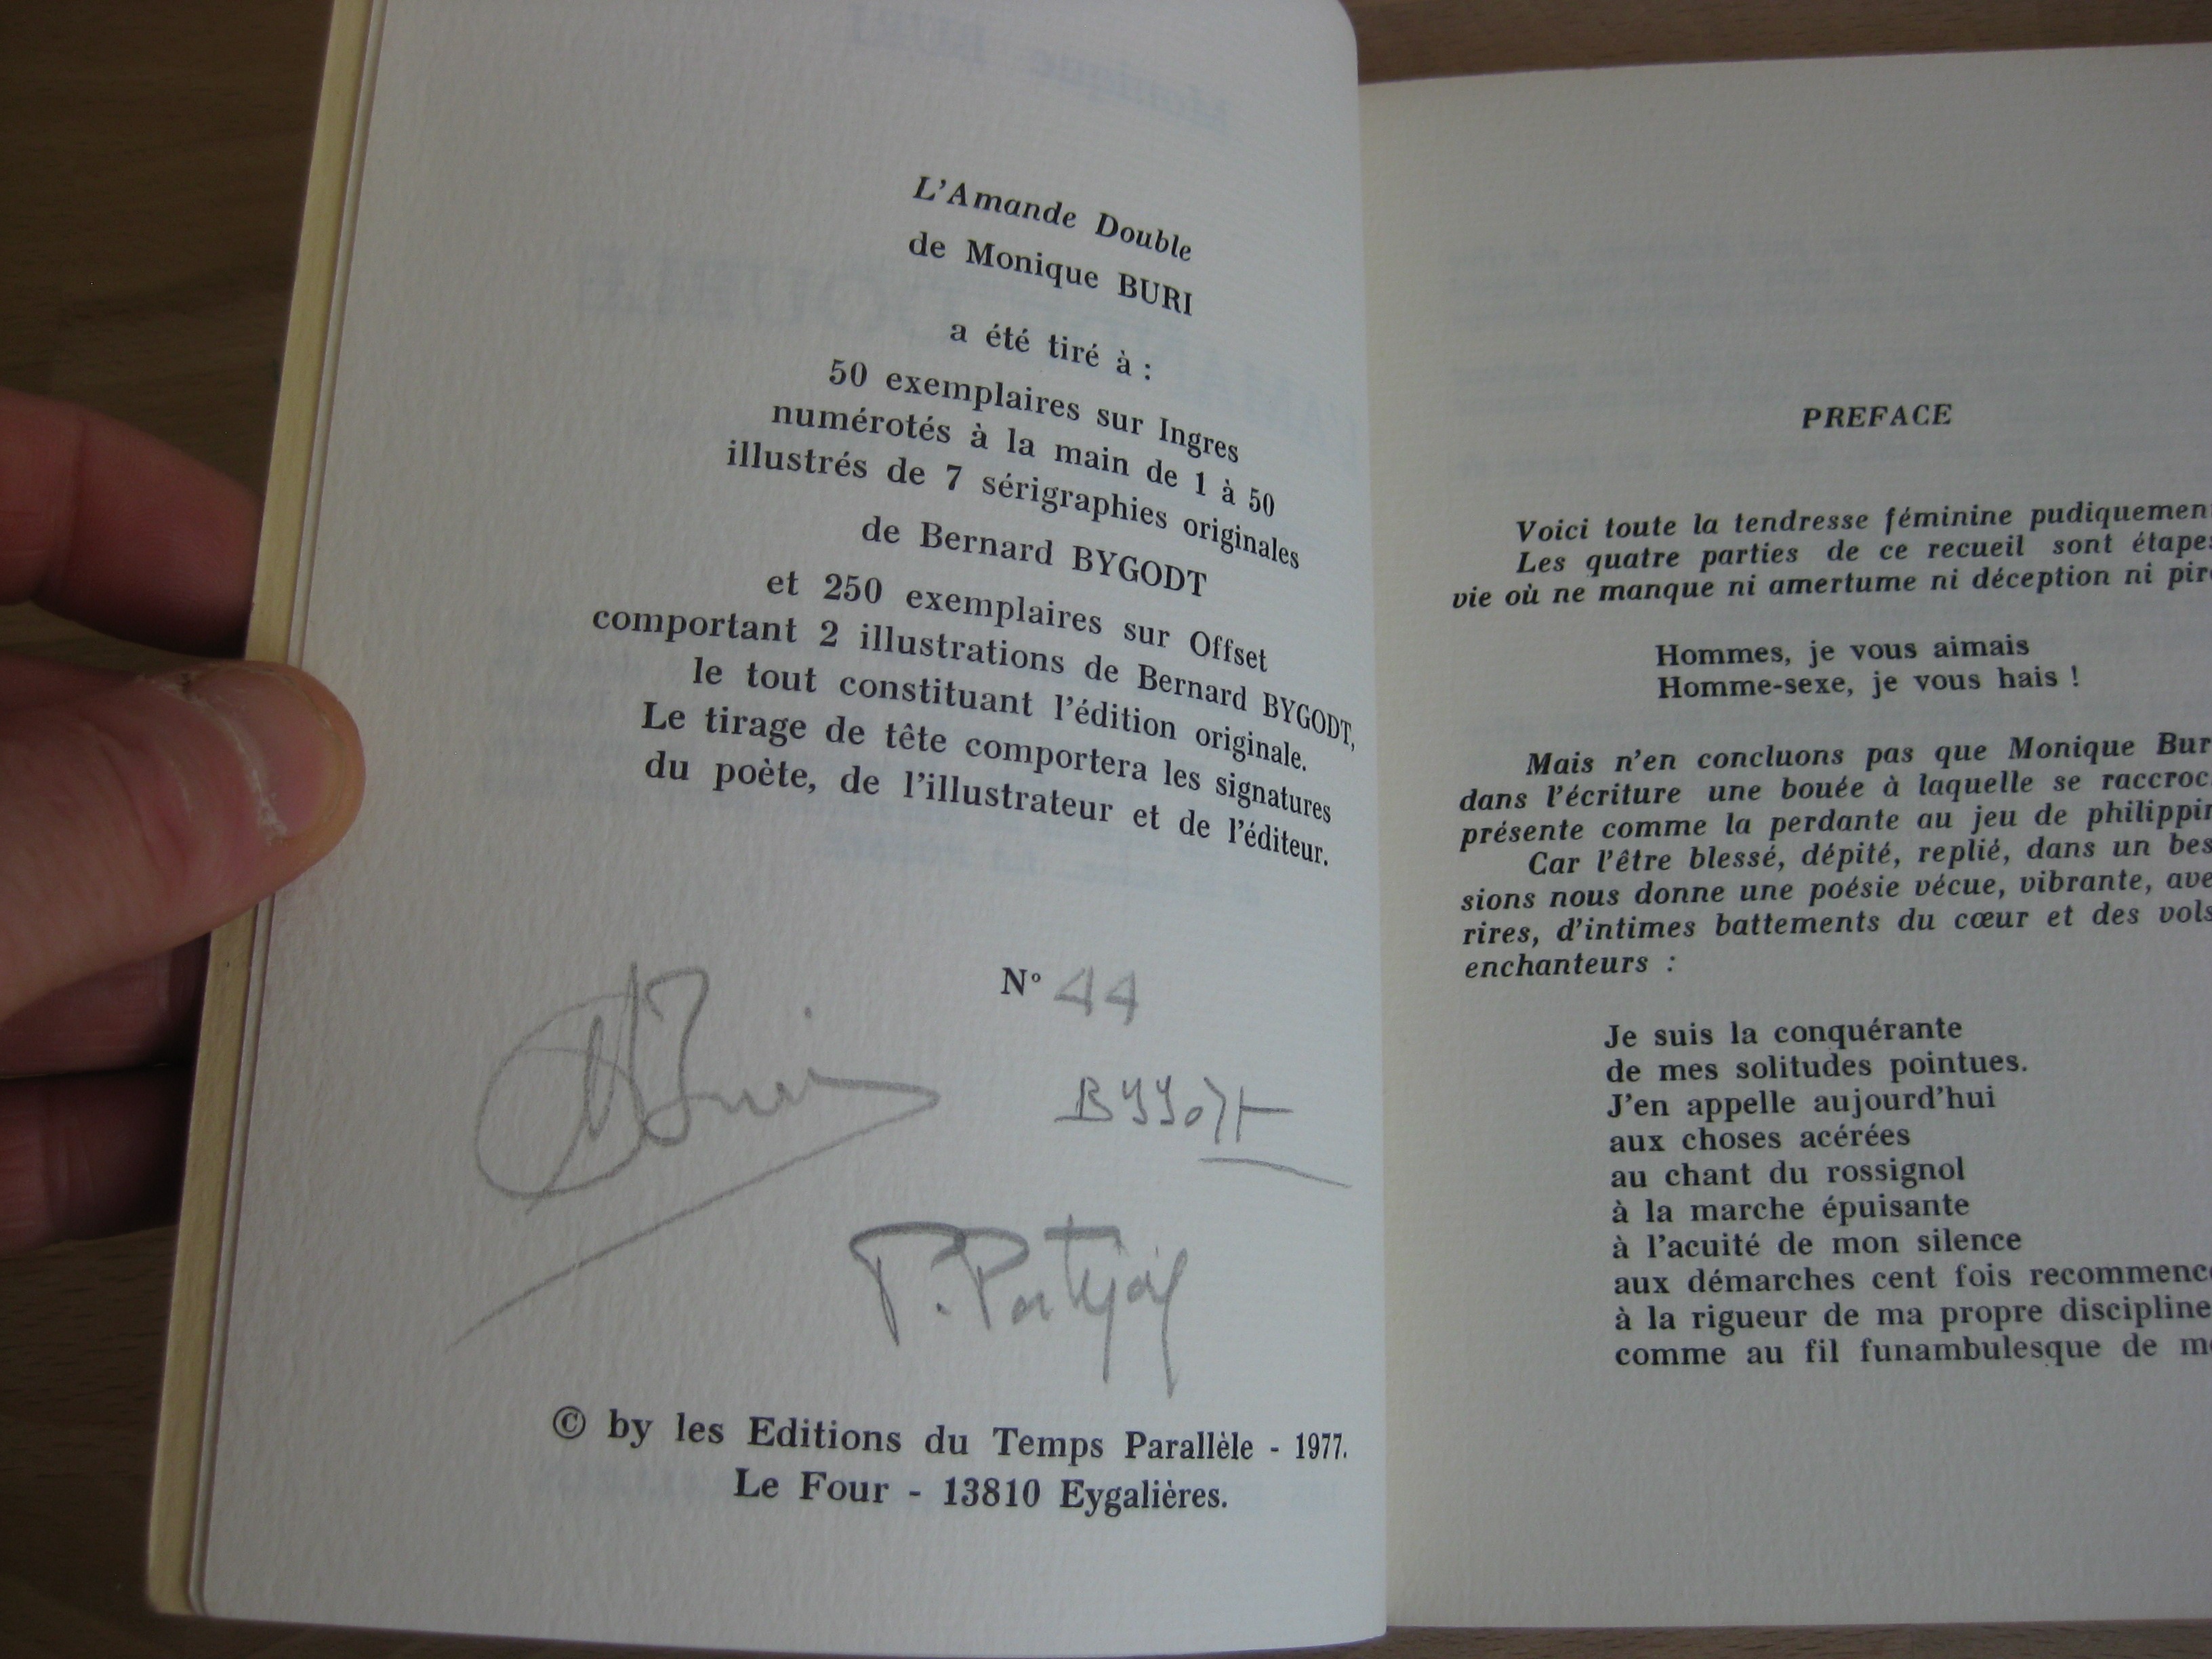 L'Amande Double
de Monique BURI
a été tiré à :
50 exemplaires sur Ingres
numérotés à la main de 1 à 50
illustrés de 7 sérigraphies originales
de Bernard BYGODT
et 250 exemplaires sur Offset
comportant 2 illustrations de Bernard BYGODT,
le tout constituant l'édition originale.
Le tirage de tête comportera les signatures
du poète, de l'illustrateur et de l'éditeur.
N° 44
Bygodt
© by les Editions du Temps Parallèle - 1977.
Le Four - 13810 Eygalières.
PREFACE
Voici toute la tendresse féminine pudiquement
Les quatre parties de ce recueil sont étapes
vie où ne manque ni amertume ni déception ni
Hommes, je vous aimais
Homme-sexe, je vous hais !
Mais n'en concluons pas que Monique Buri
dans l'écriture une bouée à laquelle se
présente comme la perdante au jeu de
Car l'être blessé, dépité, replié, dans un
sions nous donne une poésie vécue, vibrante,
rires, d'intimes battements du cœur et des vols
enchanteurs :
Je suis la conquérante
de mes solitudes pointues.
J'en appelle aujourd'hui
aux choses acérées
au chant du rossignol
à la marche épuisante
à l'acuité de mon silence
aux démarches cent fois
à la rigueur de ma propre discipline
comme au fil funambulesque de